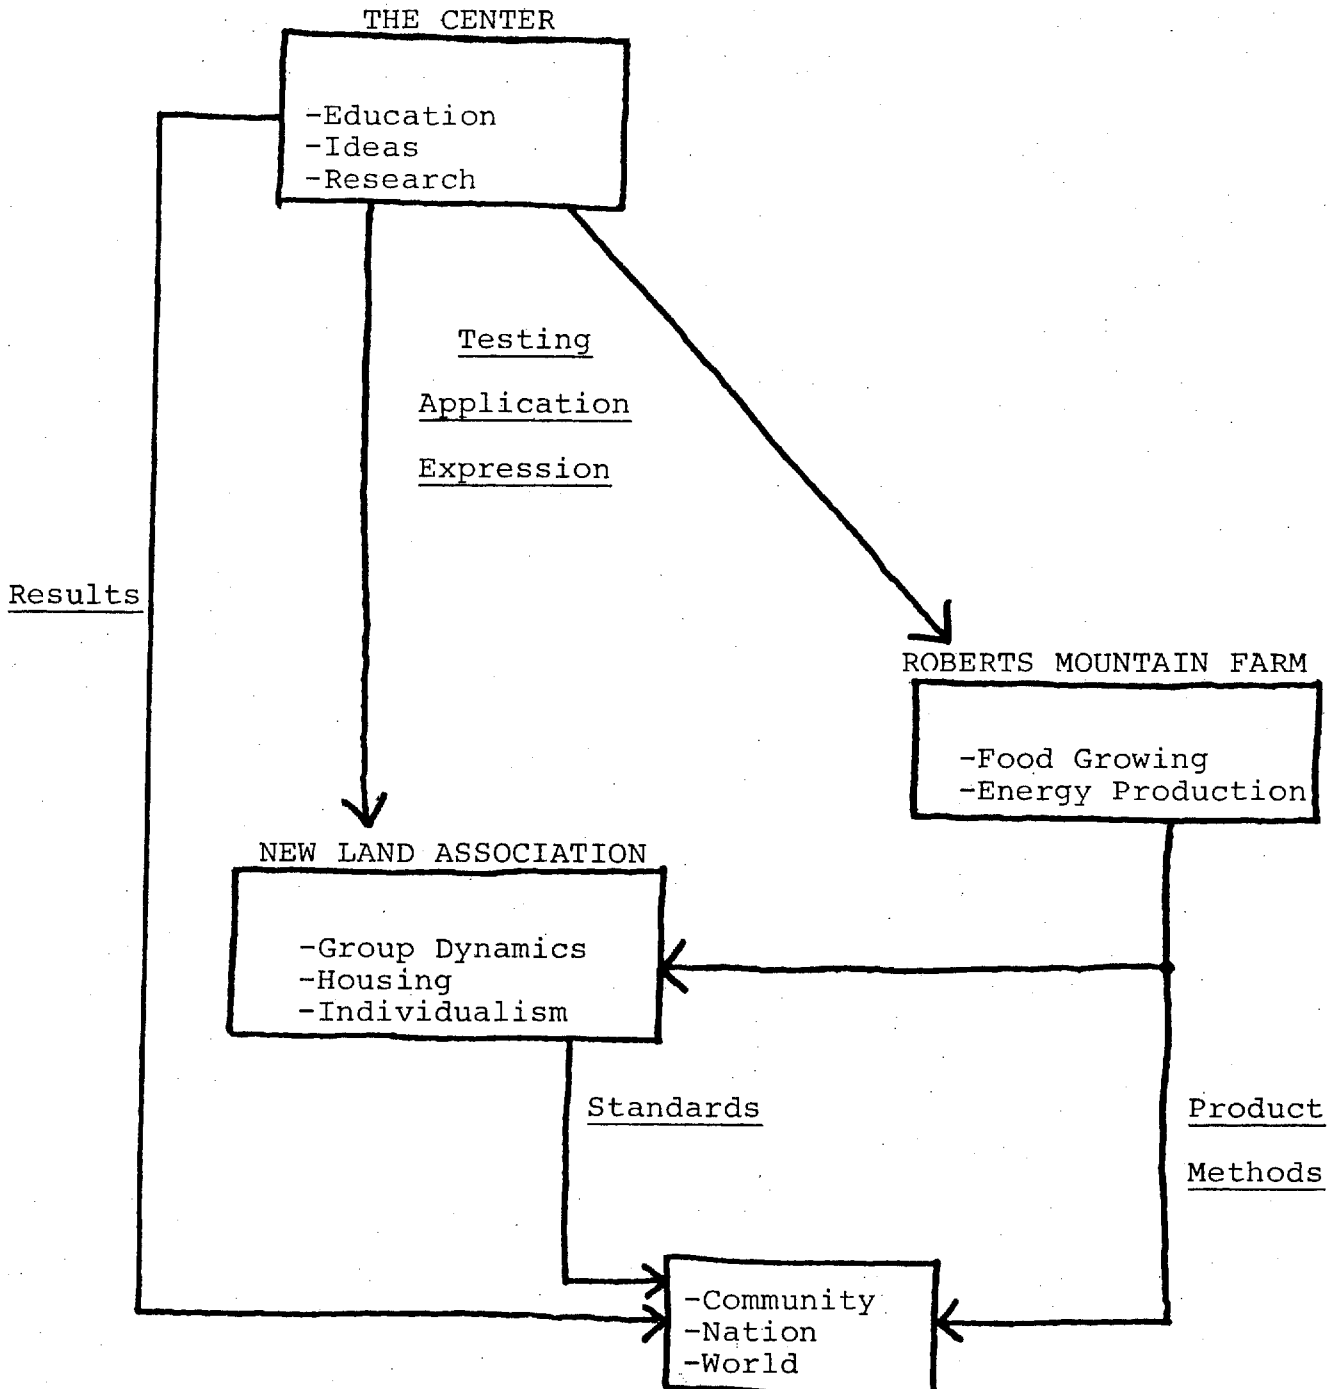 THE CENTER
-Education
-Ideas
-Research
Testing
Application
Expression
Results
ROBERTS MOUNTAIN FARM
-Food Growing
-Energy Production
NEW LAND ASSOCIATION
-Group Dynamics
-Housing
-Individualism
Standards
Product
Methods
-Community
-Nation
-World